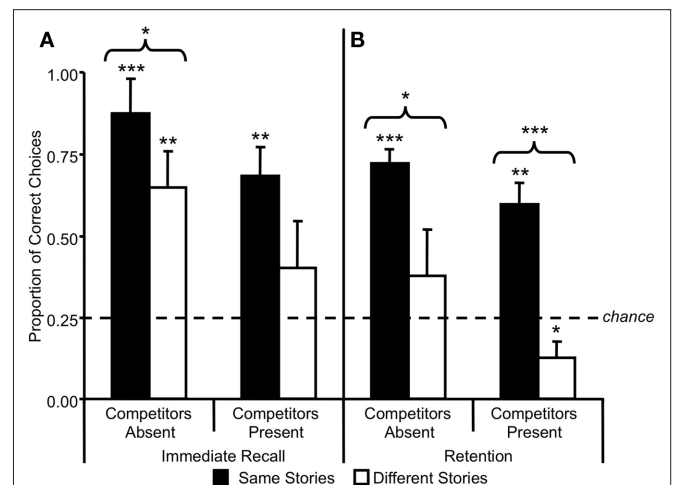 A
B
*
***
**
**
*
***
***
**
*
Proportion of Correct Choices
1.00
0.75
0.50
0.25
0.00
chance
Competitors Absent
Competitors Present
Competitors Absent
Competitors Present
Immediate Recall
Retention
Same Stories
Different Stories